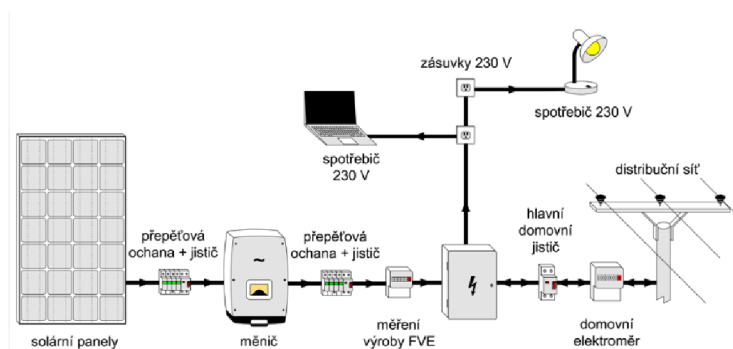 zásuvky 230 V
spotřebič 230 V
spotřebič
230 V
distribuční síť
přepěťová
ochana + jistič
přepěťová
ochana + jistič
hlavní
domovní
jistič
~
solární panely
měnič
měření
výroby FVE
domovní
elektroměr